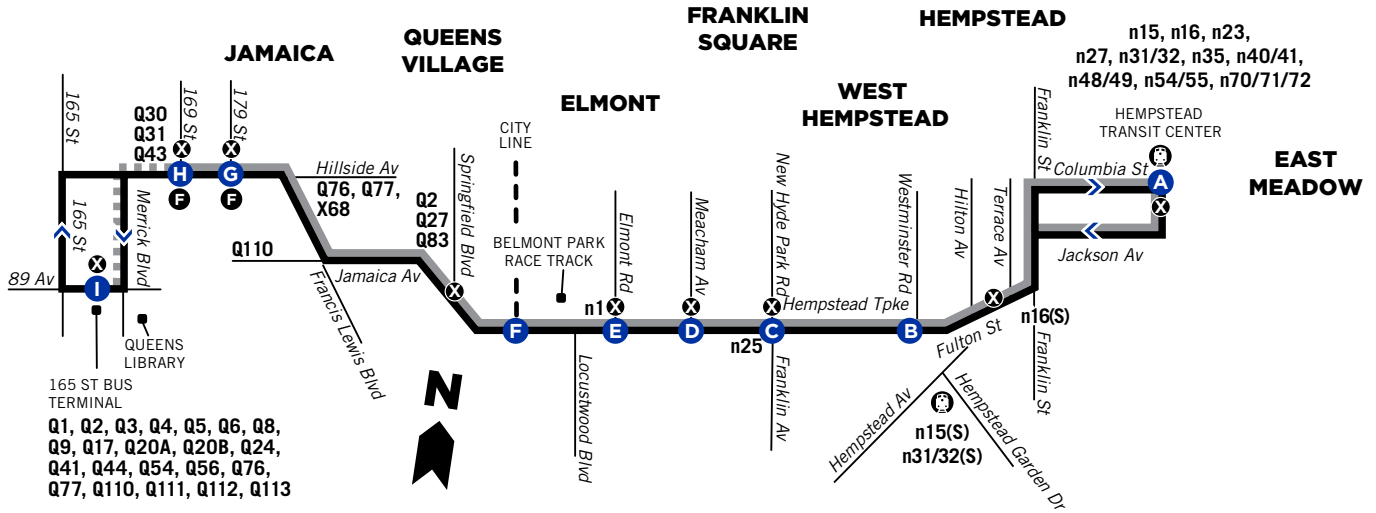 JAMAICA
QUEENS
VILLAGE
ELMONT
FRANKLIN
SQUARE
WEST
HEMPSTEAD
HEMPSTEAD
EAST
MEADOW
n15, n16, n23,
n27, n31/32, n35, n40/41,
n48/49, n54/55, n70/71/72
HEMPSTEAD
TRANSIT CENTER
165 St
Q30
Q31
Q43
169 St
179 St
X
X
H
G
F
F
Hillside Av
Q76, Q77,
X68
165 St
Merrick Blvd
89 Av
X
I
QUEENS
LIBRARY
165 ST BUS
TERMINAL
Q1, Q2, Q3, Q4, Q5, Q6, Q8,
Q9, Q17, Q20A, Q20B, Q24,
Q41, Q44, Q54, Q56, Q76,
Q77, Q110, Q111, Q112, Q113
Q110
Francis Lewis Blvd
Jamaica Av
Q2
Q27
Q83
Springfield Blvd
X
N
CITY
LINE
F
BELMONT PARK
RACE TRACK
Locustwood Blvd
n1
Elmont Rd
X
E
Meacham Av
X
D
New Hyde Park Rd
X
C
n25
Franklin Av
Hempstead Tpke
Westminster Rd
B
Hilton Av
Terrace Av
X
Fulton St
Hempstead Av
n15(S)
n31/32(S)
Hempstead Garden Dr
Franklin St
n16(S)
Franklin St
Columbia St
A
X
Jackson Av